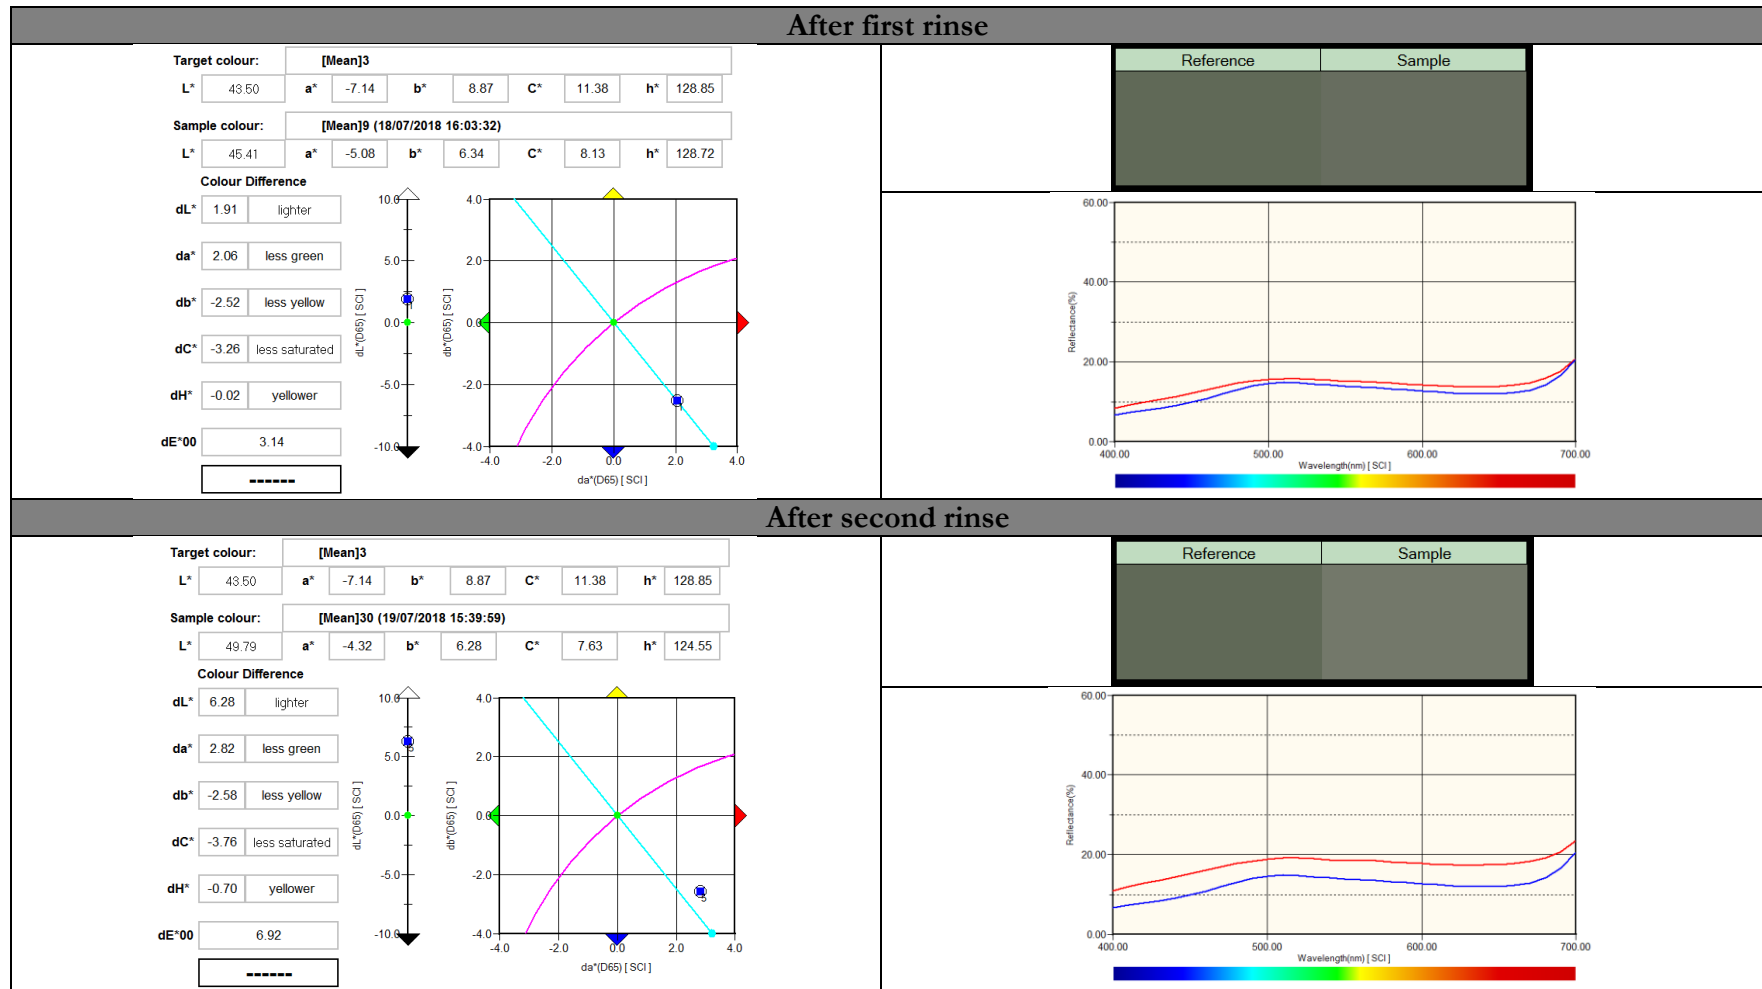 After first rinse
Target colour: [Mean]3
L* 43.50 a* -7.14 b* 8.87 C* 11.38 h* 128.85
Sample colour: [Mean]9 (18/07/2018 16:03:32)
L* 45.41 a* -5.08 b* 6.34 C* 8.13 h* 128.72
Colour Difference
dL* 1.91 lighter
da* 2.06 less green
db* -2.52 less yellow
dC* -3.26 less saturated
dH* -0.02 yellower
dE*00 3.14
------
10.0
5.0
0.0
-5.0
-10.0
dL*(D65) [ SCI ]
1
4.0
2.0
0.0
-2.0
-4.0
db*(D65) [ SCI ]
1
-4.0 -2.0 0.0 2.0 4.0
da*(D65) [ SCI ]
Reference Sample
60.00
40.00
20.00
0.00
Reflectance(%)
400.00 500.00 600.00 700.00
Wavelength(nm) [ SCI ]
After second rinse
Target colour: [Mean]3
L* 43.50 a* -7.14 b* 8.87 C* 11.38 h* 128.85
Sample colour: [Mean]30 (19/07/2018 15:39:59)
L* 49.79 a* -4.32 b* 6.28 C* 7.63 h* 124.55
Colour Difference
dL* 6.28 lighter
da* 2.82 less green
db* -2.58 less yellow
dC* -3.76 less saturated
dH* -0.70 yellower
dE*00 6.92
------
10.0
5.0
0.0
-5.0
-10.0
dL*(D65) [ SCI ]
5
4.0
2.0
0.0
-2.0
-4.0
db*(D65) [ SCI ]
5
-4.0 -2.0 0.0 2.0 4.0
da*(D65) [ SCI ]
Reference Sample
60.00
40.00
20.00
0.00
Reflectance(%)
400.00 500.00 600.00 700.00
Wavelength(nm) [ SCI ]